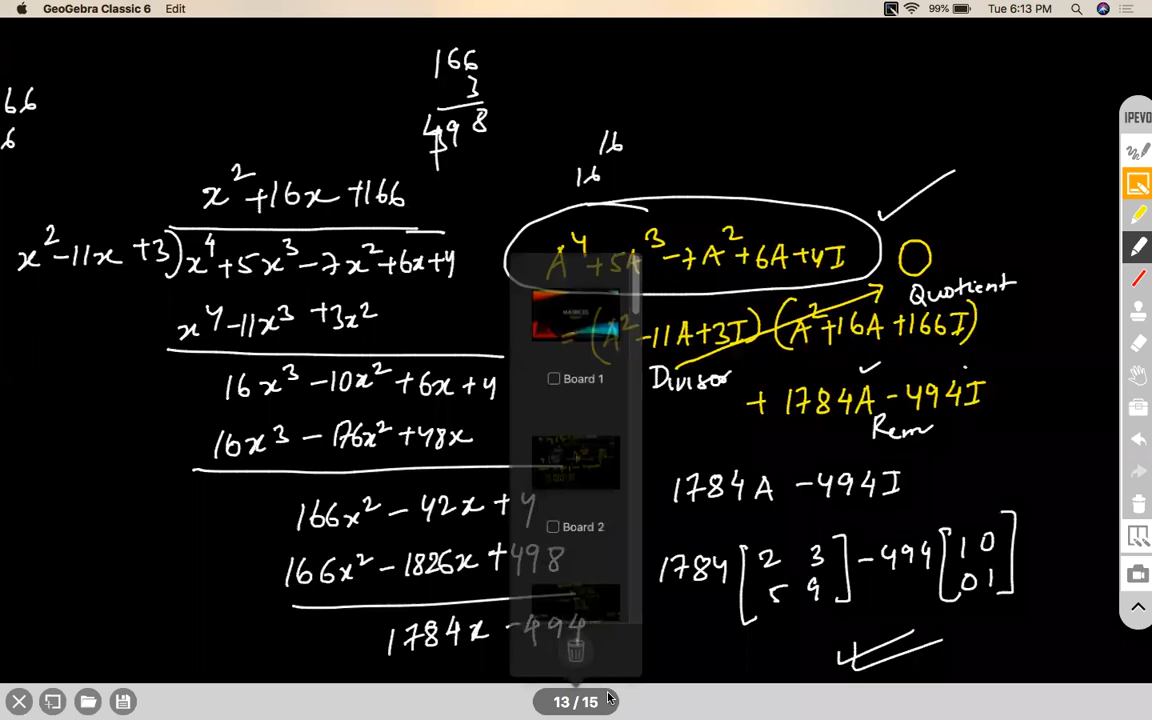 GeoGebra Classic 6 Edit
99% Tue 6:13 PM
66
6
166
3
498
16
16
x² +16x +166
x² -11x +3) x⁴ +5x³ -7x² +6x +4
x⁴ -11x³ +3x²
16x³ -10x² +6x +4
16x³ - 176x² +48x
166x² - 42x + 4
166x² - 1826x + 498
1784x - 494
A⁴ +5A³ -7A² +6A +4I
Quotient
= (A² -11A +3I) (A² +16A +166I)
Divisor
+ 1784A - 494I
Rem
1784A - 494I
1784 [2 3
5 9] - 494 [1 0
0 1]
MATRICES
Board 1
Board 2
IPEVO
13 / 15